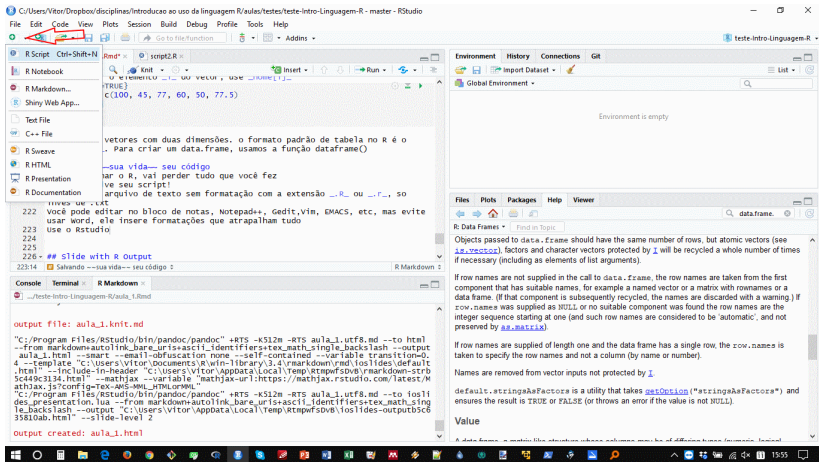 C:/Users/Vitor/Dropbox/disciplinas/Introducao ao uso da linguagem R/aulas/testes/teste-Intro-Linguagem-R - master - RStudio
File Edit Code View Plots Session Build Debug Profile Tools Help
Go to file/function
Addins
teste-Intro-Linguagem-R
R Script Ctrl+Shift+N
R Notebook
R Markdown...
Shiny Web App...
Text File
C++ File
R Sweave
R HTML
R Presentation
R Documentation
.Rmd*
script2.R
Knit
Insert
Run
o elemento _i_ do vetor, use _nome[i]_
=TRUE}
c(100, 45, 77, 60, 50, 77.5)
vetores com duas dimensões. o formato padrão de tabela no R é o
. Para criar um data.frame, usamos a função dataframe()
~~sua vida~~ seu código
ar o R, vai perder tudo que você fez
ve seu script!
arquivo de texto sem formatação com a extensão _.R_ ou _.r_, so
invés de .txt
222 Você pode editar no bloco de notas, Notepad++, Gedit,Vim, EMACS, etc, mas evite
usar Word, ele insere formatações que atrapalham tudo
223 Use o Rstudio
224
225
226 ## Slide with R Output
223:14 Salvando ~~sua vida~~ seu código
R Markdown
Console Terminal R Markdown
.../teste-Intro-Linguagem-R/aula_1.Rmd
output file: aula_1.knit.md
"C:/Program Files/RStudio/bin/pandoc/pandoc" +RTS -K512m -RTS aula_1.utf8.md --to html
--from markdown+autolink_bare_uris+ascii_identifiers+tex_math_single_backslash --output
aula_1.html --smart --email-obfuscation none --self-contained --variable transition=0.
4 --template "C:\Users\Vitor\Documents\R\win-library\3.4\rmarkdown\rmd\ioslides\default
.html" --include-in-header "C:\Users\Vitor\AppData\Local\Temp\RtmpwfsDvB\rmarkdown-strb
5c449c3134.html" --mathjax --variable "mathjax-url:https://mathjax.rstudio.com/latest/M
athJax.js?config=TeX-AMS-MML_HTMLorMML"
"C:/Program Files/RStudio/bin/pandoc/pandoc" +RTS -K512m -RTS aula_1.utf8.md --to iosli
des_presentation.lua --from markdown+autolink_bare_uris+ascii_identifiers+tex_math_sing
le_backslash --output "C:\Users\Vitor\AppData\Local\Temp\RtmpwfsDvB\ioslides-outputb5c6
35810ab.html" --slide-level 2
Output created: aula_1.html
Environment History Connections Git
Import Dataset
List
Global Environment
Environment is empty
Files Plots Packages Help Viewer
data.frame.
R: Data Frames
Find in Topic
Objects passed to data.frame should have the same number of rows, but atomic vectors (see
is.vector), factors and character vectors protected by I will be recycled a whole number of times
if necessary (including as elements of list arguments).
If row names are not supplied in the call to data.frame, the row names are taken from the first
component that has suitable names, for example a named vector or a matrix with rownames or a
data frame. (If that component is subsequently recycled, the names are discarded with a warning.) If
row.names was supplied as NULL or no suitable component was found the row names are the
integer sequence starting at one (and such row names are considered to be 'automatic', and not
preserved by as.matrix).
If row names are supplied of length one and the data frame has a single row, the row.names is
taken to specify the row names and not a column (by name or number).
Names are removed from vector inputs not protected by I.
default.stringsAsFactors is a utility that takes getOption("stringsAsFactors") and
ensures the result is TRUE or FALSE (or throws an error if the value is not NULL).
Value
15:55